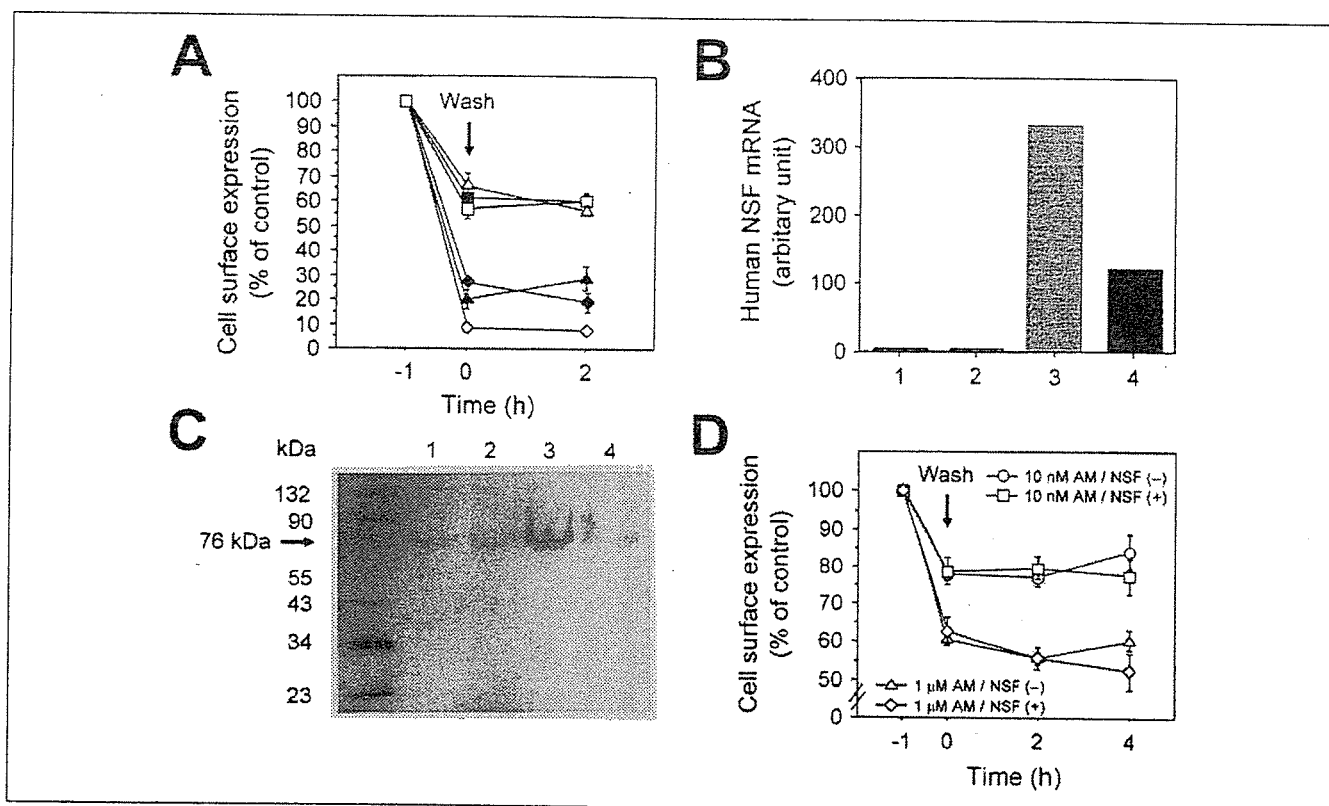 A
Cell surface expression
(% of control)
100
90
80
70
60
50
40
30
20
10
0
Wash
-1
0
2
Time (h)
B
Human NSF mRNA
(arbitary unit)
400
300
200
100
0
1
2
3
4
C
kDa
1
2
3
4
132
90
76 kDa
55
43
34
23
D
Cell surface expression
(% of control)
100
90
80
70
60
50
0
Wash
10 nM AM / NSF (–)
10 nM AM / NSF (+)
1 µM AM / NSF (–)
1 µM AM / NSF (+)
-1
0
2
4
Time (h)